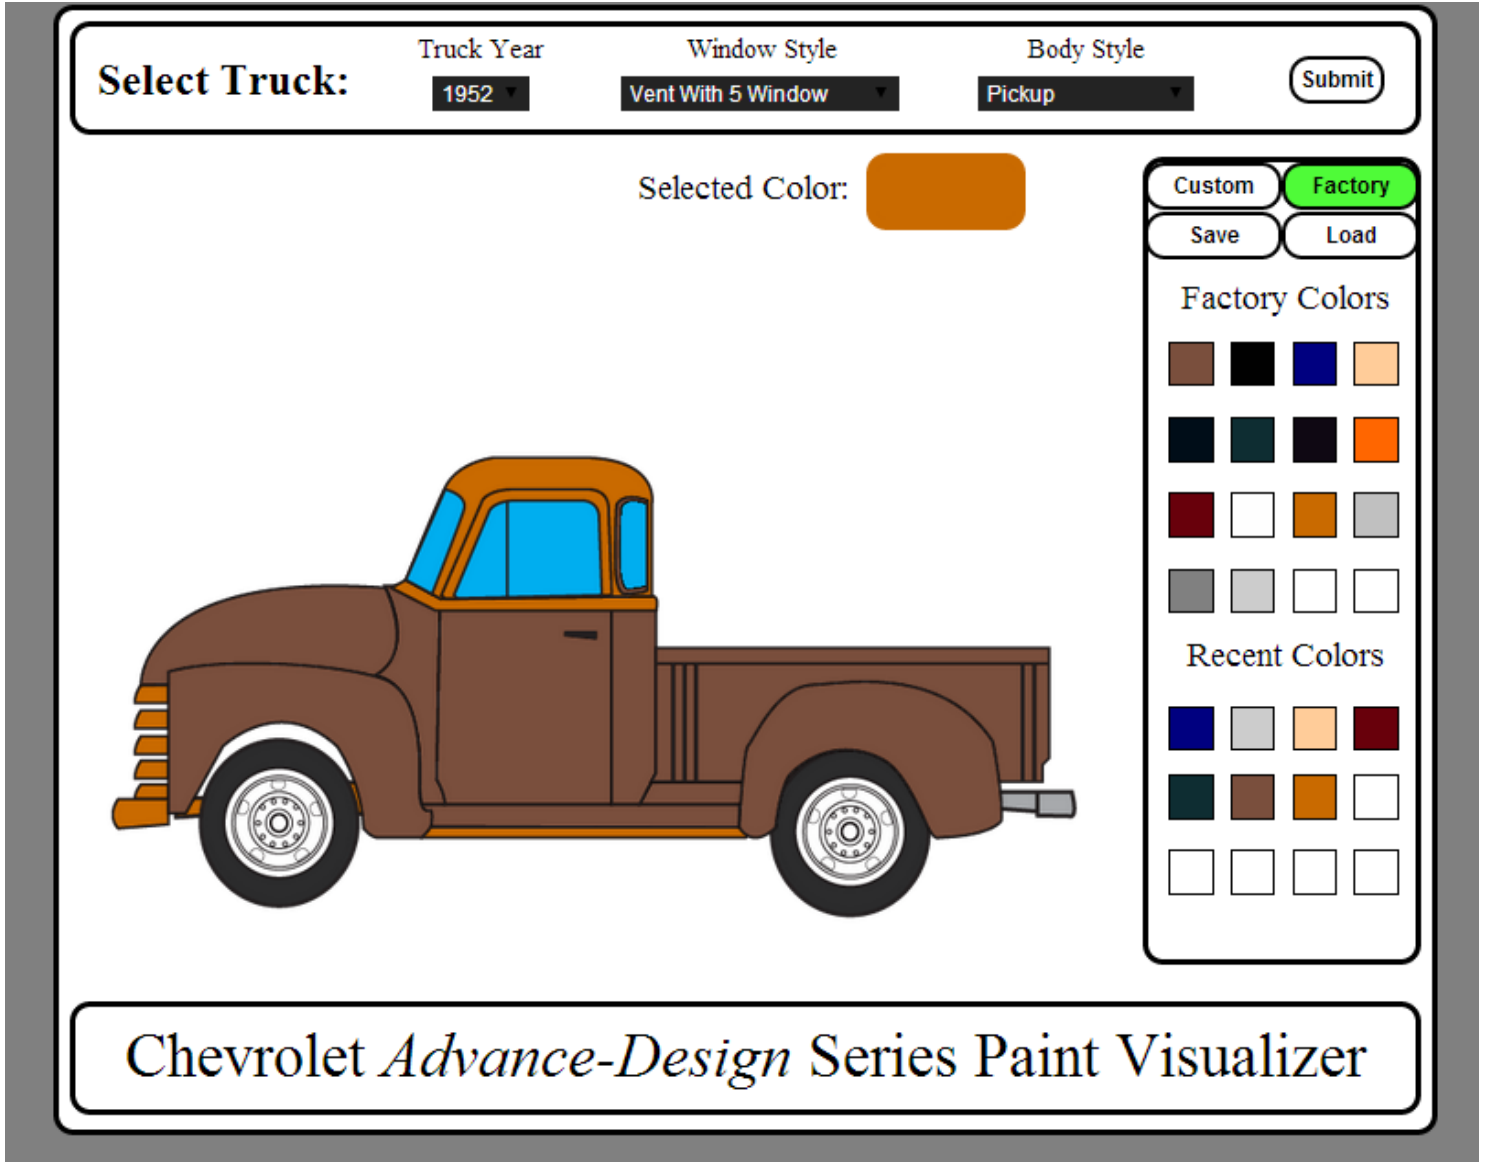 Select Truck:
Truck Year
1952
Window Style
Vent With 5 Window
Body Style
Pickup
Submit
Selected Color:
Custom
Factory
Save
Load
Factory Colors
Recent Colors
Chevrolet Advance-Design Series Paint Visualizer